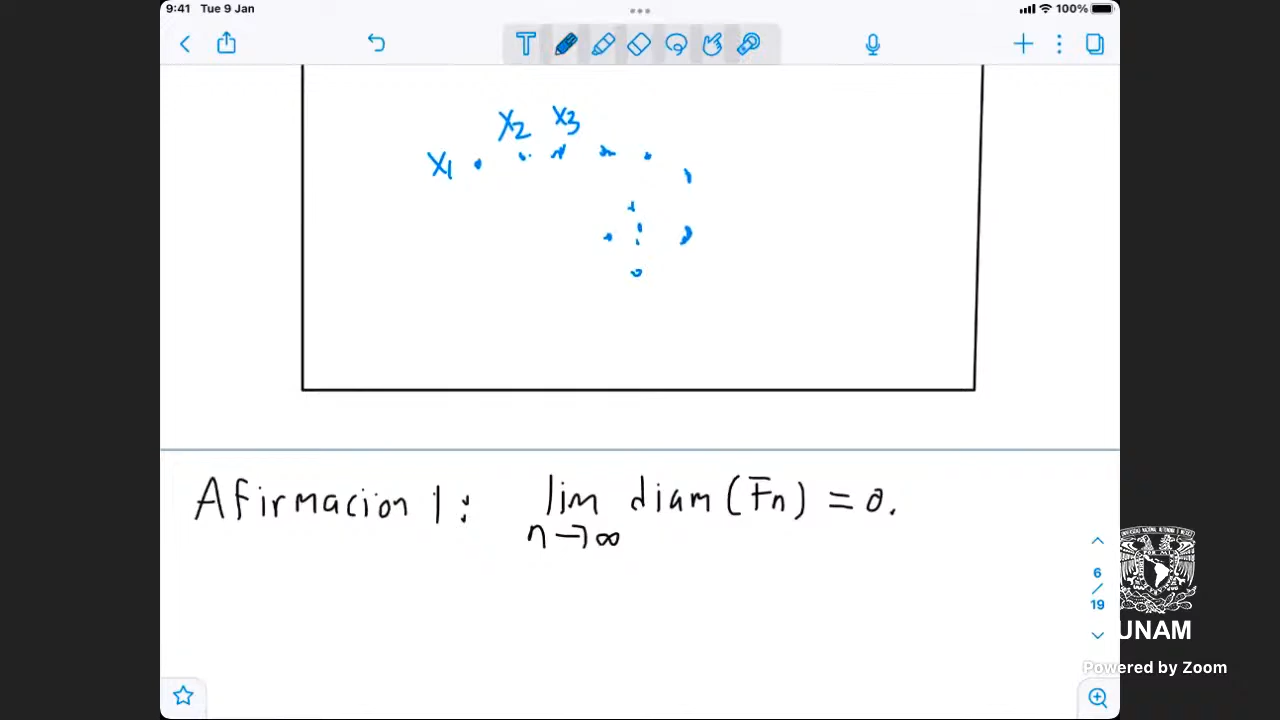 9:41 Tue 9 Jan
100%
X2 X3
X1
Afirmacion 1: lim diam (Fn) = 0.
n→∞
6
/
19
UNAM
Powered by Zoom